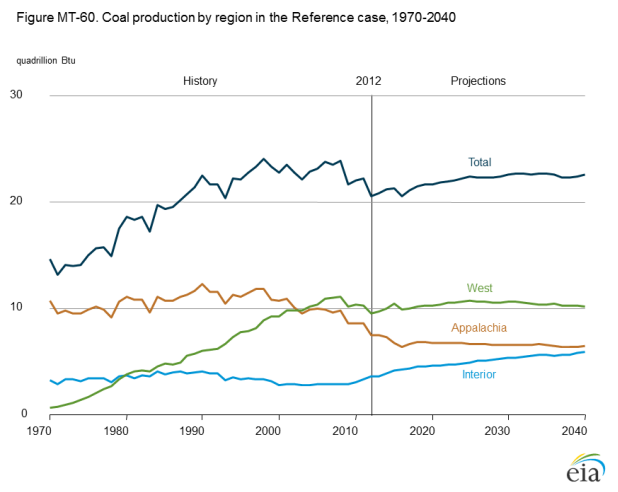 Figure MT-60. Coal production by region in the Reference case, 1970-2040
quadrillion Btu
History 2012 Projections
30
Total
20
West
10
Appalachia
Interior
0
1970 1980 1990 2000 2010 2020 2030 2040
eia